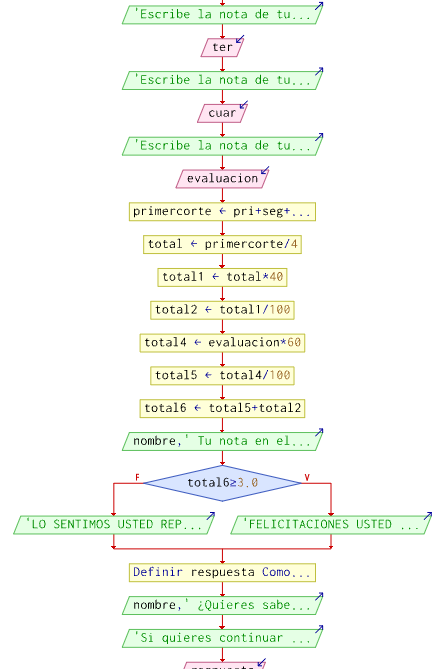 'Escribe la nota de tu...
ter
'Escribe la nota de tu...
cuar
'Escribe la nota de tu...
evaluacion
primercorte ← pri+seg+...
total ← primercorte/4
total1 ← total*40
total2 ← total1/100
total4 ← evaluacion*60
total5 ← total4/100
total6 ← total5+total2
nombre,' Tu nota en el...
F
V
total6≥3.0
'LO SENTIMOS USTED REP...
'FELICITACIONES USTED ...
Definir respuesta Como...
nombre,' ¿Quieres sabe...
'Si quieres continuar ...
respuesta